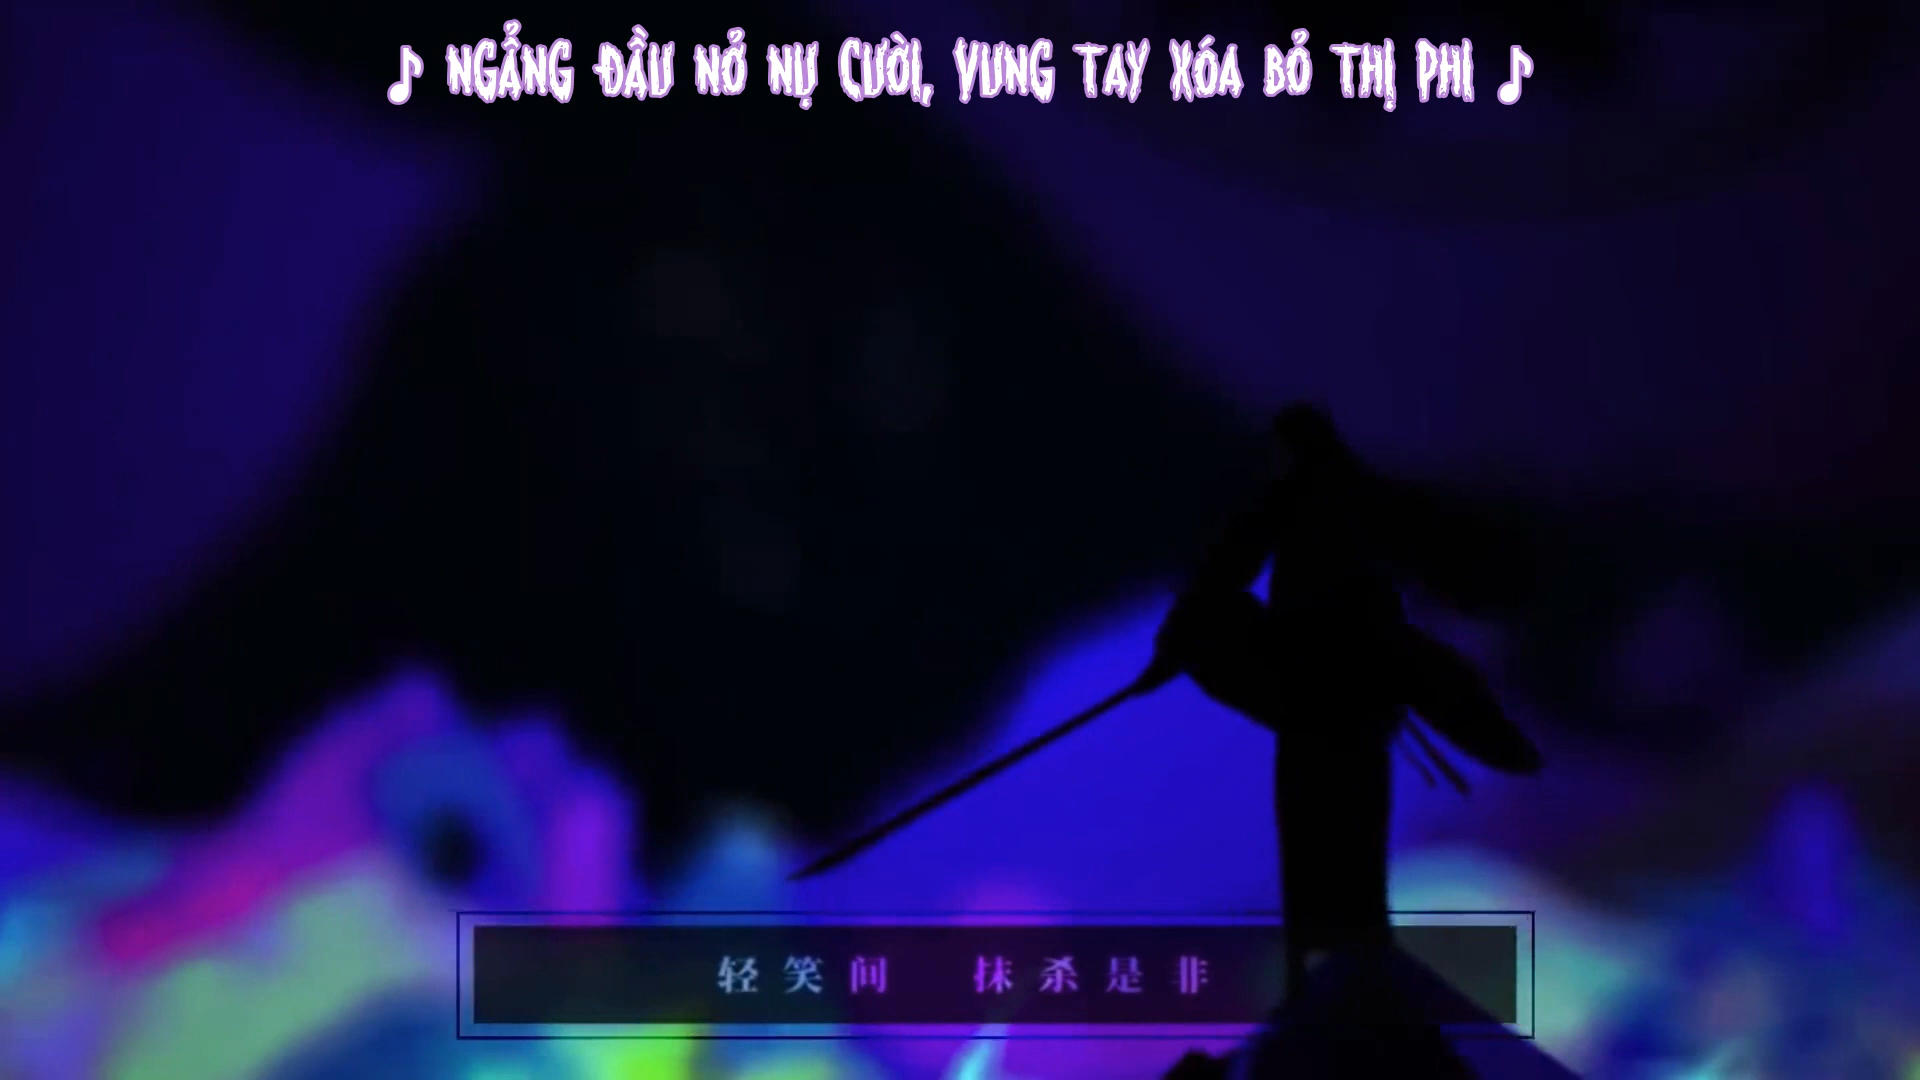 ♪ NGẨNG ĐẦU NỞ NỤ CƯỜI, VUNG TAY XÓA BỎ THỊ PHI ♪
轻笑间 抹杀是非